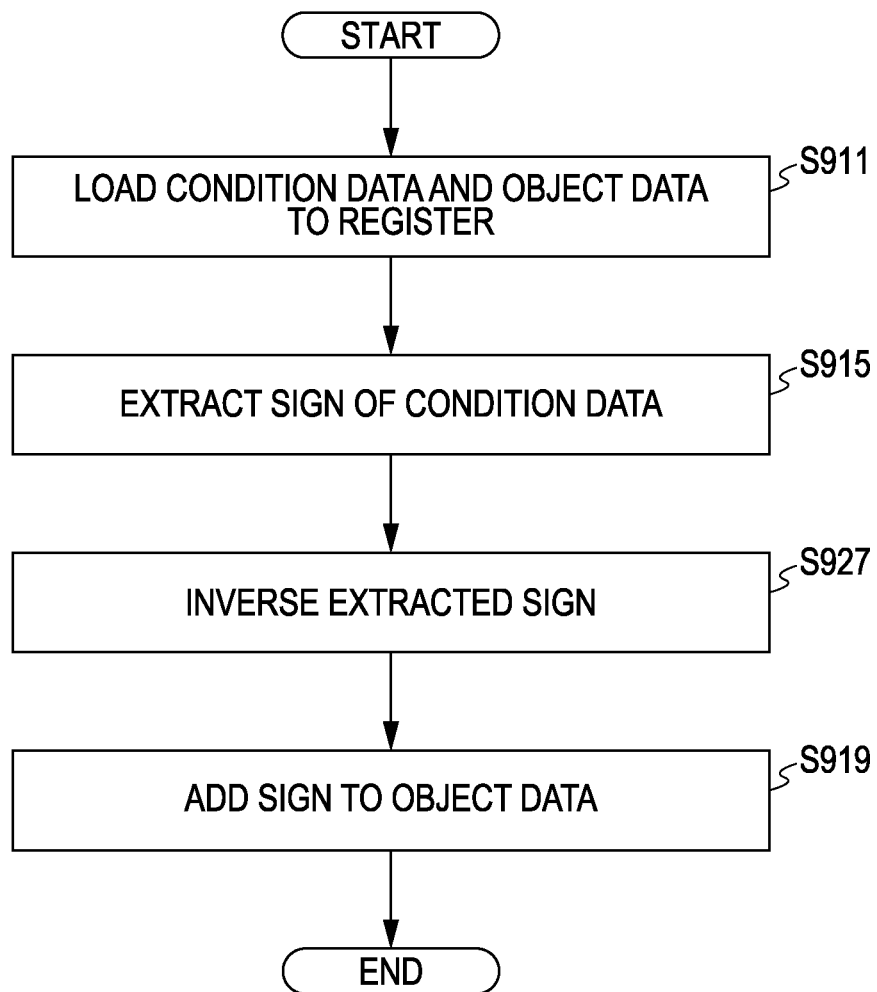 START
S911
LOAD CONDITION DATA AND OBJECT DATA
TO REGISTER
S915
EXTRACT SIGN OF CONDITION DATA
S927
INVERSE EXTRACTED SIGN
S919
ADD SIGN TO OBJECT DATA
END